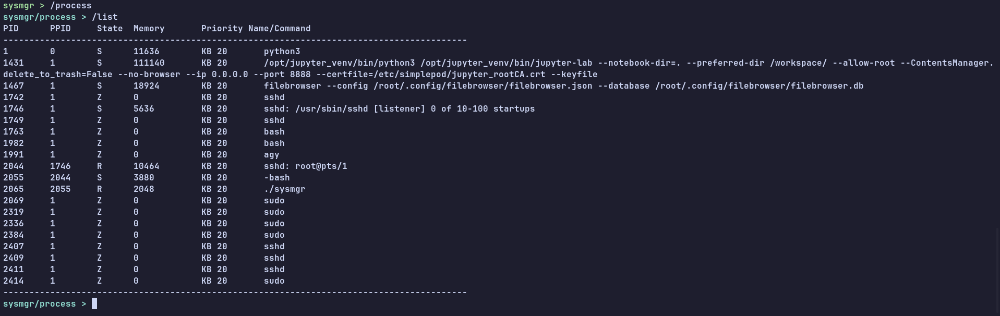 sysmgr > /process
sysmgr/process > /list
PID      PPID     State  Memory       Priority Name/Command
-----------------------------------------------------------------------------------------
1        0        S      11636        KB 20       python3
1431     1        S      111140       KB 20       /opt/jupyter_venv/bin/python3 /opt/jupyter_venv/bin/jupyter-lab --notebook-dir=. --preferred-dir /workspace/ --allow-root --ContentsManager.
delete_to_trash=False --no-browser --ip 0.0.0.0 --port 8888 --certfile=/etc/simplepod/jupyter_rootCA.crt --keyfile
1467     1        S      18924        KB 20       filebrowser --config /root/.config/filebrowser/filebrowser.json --database /root/.config/filebrowser/filebrowser.db
1742     1        Z      0            KB 20       sshd
1746     1        S      5636         KB 20       sshd: /usr/sbin/sshd [listener] 0 of 10-100 startups
1749     1        Z      0            KB 20       sshd
1763     1        Z      0            KB 20       bash
1982     1        Z      0            KB 20       bash
1991     1        Z      0            KB 20       agy
2044     1746     R      10464        KB 20       sshd: root@pts/1
2055     2044     S      3880         KB 20       -bash
2065     2055     R      2048         KB 20       ./sysmgr
2069     1        Z      0            KB 20       sudo
2319     1        Z      0            KB 20       sudo
2336     1        Z      0            KB 20       sudo
2384     1        Z      0            KB 20       sudo
2407     1        Z      0            KB 20       sshd
2409     1        Z      0            KB 20       sshd
2411     1        Z      0            KB 20       sshd
2414     1        Z      0            KB 20       sudo
-----------------------------------------------------------------------------------------
sysmgr/process >